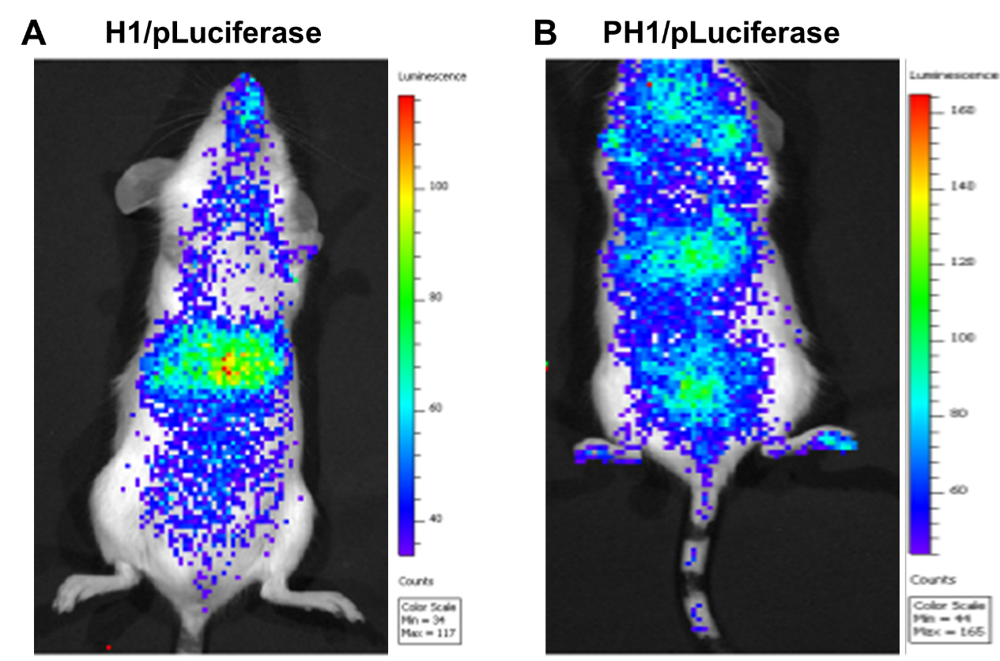 A H1/pLuciferase
B PH1/pLuciferase
Luminescence
100
80
60
40
Counts
Color Scale
Min = 34
Max = 117
Luminescence
160
140
120
100
80
60
Counts
Color Scale
Min = 44
Max = 165